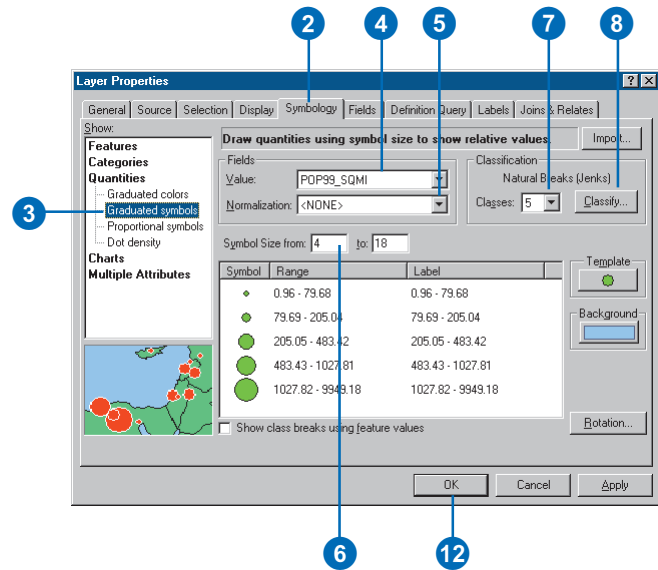 2 4 5 7 8
Layer Properties
General Source Selection Display Symbology Fields Definition Query Labels Joins & Relates
Show:
Features
Categories
Quantities
Graduated colors
3 Graduated symbols
Proportional symbols
Dot density
Charts
Multiple Attributes
Draw quantities using symbol size to show relative values. Import...
Fields
Value: POP99_SQMI
Normalization: <NONE>
Classification
Natural Breaks (Jenks)
Classes: 5 Classify...
Symbol Size from: 4 to: 18
Symbol Range Label
0.96 - 79.68 0.96 - 79.68
79.69 - 205.04 79.69 - 205.04
205.05 - 483.42 205.05 - 483.42
483.43 - 1027.81 483.43 - 1027.81
1027.82 - 9949.18 1027.82 - 9949.18
Template
Background
Show class breaks using feature values
Rotation...
OK Cancel Apply
6 12